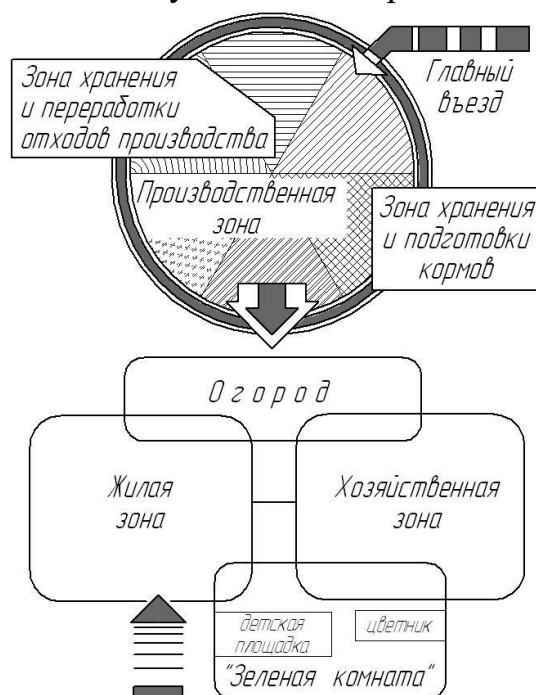 Главный
въезд
Зона хранения
и переработки
отходов производства
Производственная
зона
Зона хранения
и подготовки
кормов
Огород
Жилая
зона
Хозяйственная
зона
детская
площадка
цветник
"Зеленая комната"